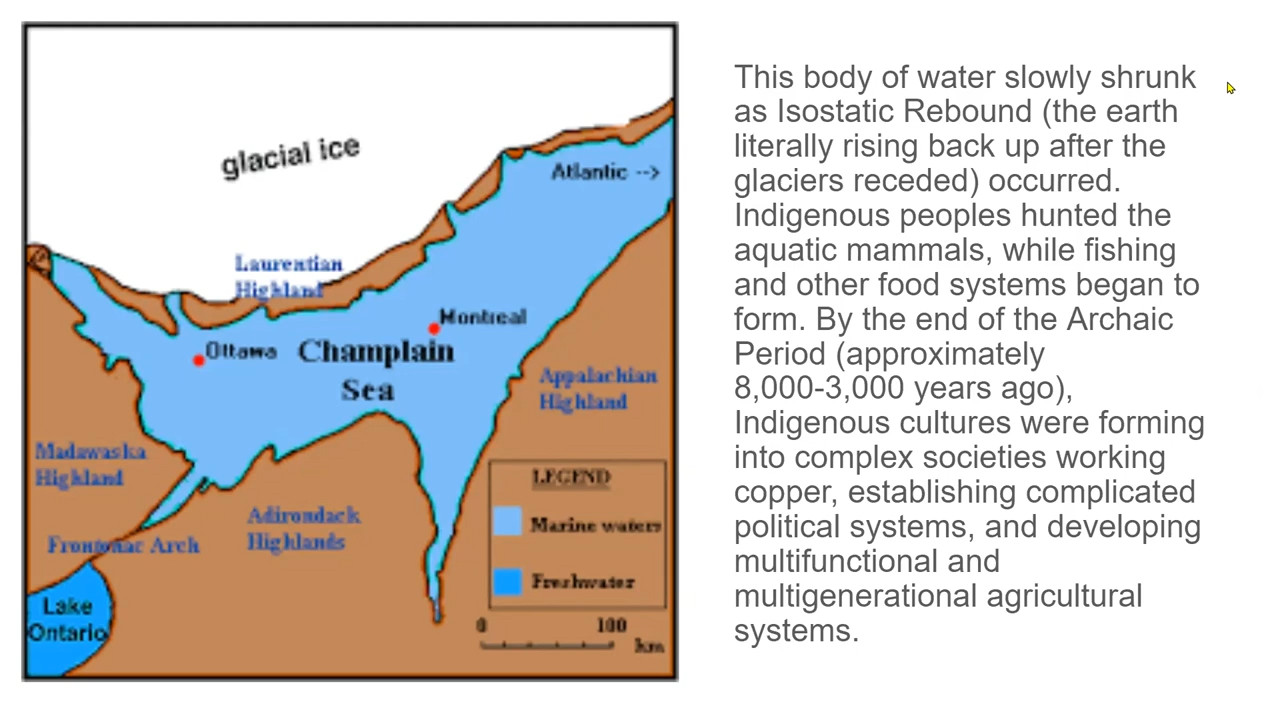 glacial ice
Atlantic -->
Laurentian
Highland
Montreal
Ottawa
Champlain
Sea
Appalachian
Highland
Madawaska
Highland
LEGEND
Marine waters
Adirondack
Highlands
Frontenac Arch
Freshwater
Lake
Ontario
0 100
km
This body of water slowly shrunk
as Isostatic Rebound (the earth
literally rising back up after the
glaciers receded) occurred.
Indigenous peoples hunted the
aquatic mammals, while fishing
and other food systems began to
form. By the end of the Archaic
Period (approximately
8,000-3,000 years ago),
Indigenous cultures were forming
into complex societies working
copper, establishing complicated
political systems, and developing
multifunctional and
multigenerational agricultural
systems.